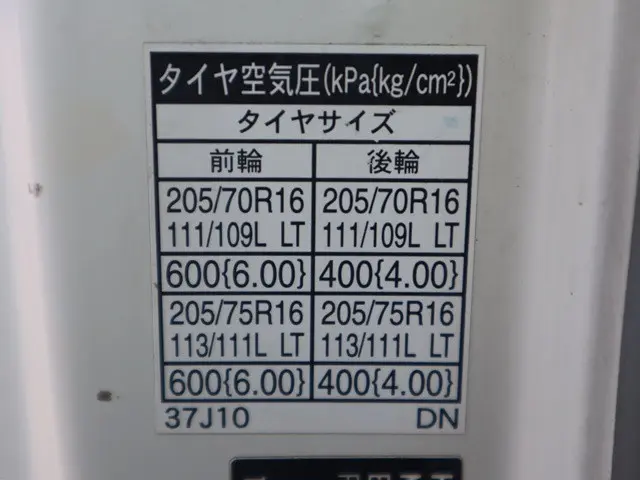 タイヤ空気圧(kPa{kg/cm²})
タイヤサイズ
前輪 後輪
205/70R16 205/70R16
111/109L LT 111/109L LT
600{6.00} 400{4.00}
205/75R16 205/75R16
113/111L LT 113/111L LT
600{6.00} 400{4.00}
37J10 DN